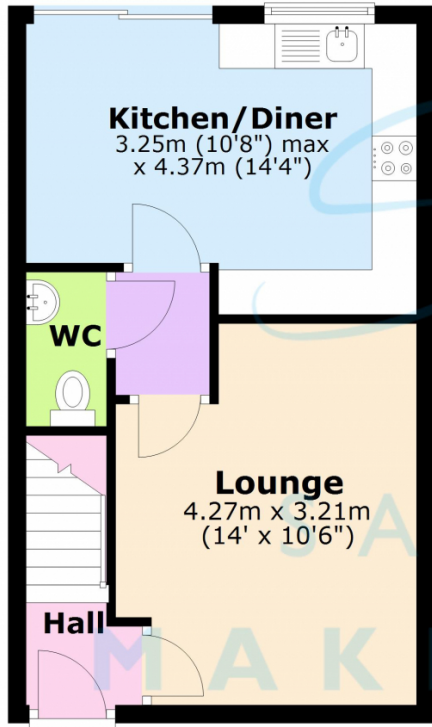 Kitchen/Diner
3.25m (10'8") max
x 4.37m (14'4")
WC
Lounge
4.27m x 3.21m
(14' x 10'6")
S A
Hall
M A K